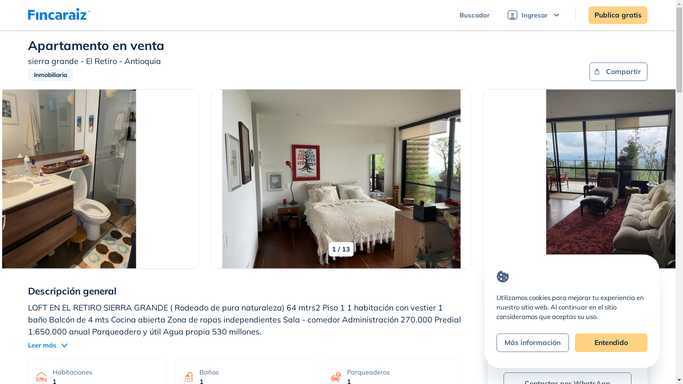 Fincaraiz
Buscador
Ingresar
Publica gratis
Apartamento en venta
sierra grande - El Retiro - Antioquia
Inmobiliaria
Compartir
1 / 13
Descripción general
LOFT EN EL RETIRO SIERRA GRANDE ( Rodeado de pura naturaleza) 64 mtrs2 Piso 1 1 habitación con vestier 1
baño Balcón de 4 mts Cocina abierta Zona de ropas independientes Sala - comedor Administración 270.000 Predial
1.650.000 anual Parqueadero y útil Agua propia 530 millones.
Leer más
Habitaciones
1
Baños
1
Parqueaderos
1
Utilizamos cookies para mejorar tu experiencia en
nuestro sitio web. Al continuar en el sitio
consideramos que aceptas su uso.
Más información
Entendido
Contactar por WhatsApp